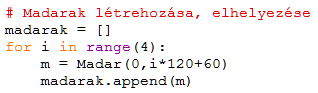 # Madarak létrehozása, elhelyezése
madarak = []
for i in range(4):
    m = Madar(0,i*120+60)
    madarak.append(m)